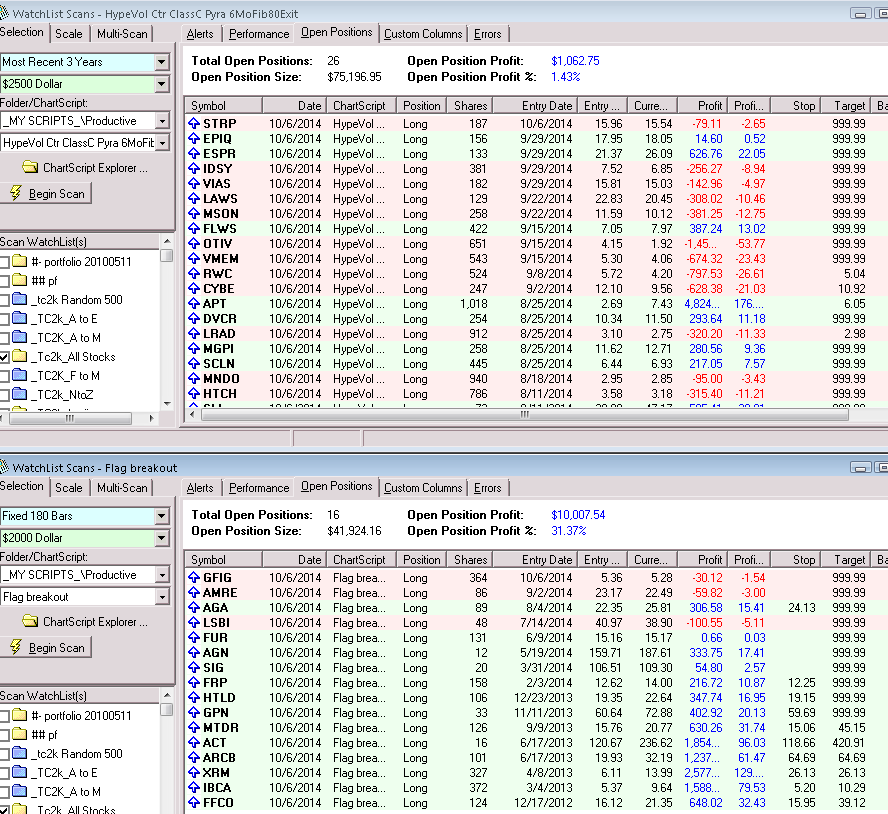 WatchList Scans - HypeVol Ctr ClassC Pyra 6MoFib80Exit
Selection Scale Multi-Scan Alerts Performance Open Positions Custom Columns Errors
Most Recent 3 Years
$2500 Dollar
Folder/ChartScript:
_MY SCRIPTS_\Productive
HypeVol Ctr ClassC Pyra 6MoFib
ChartScript Explorer ...
Begin Scan
Scan WatchList(s)
#- portfolio 20100511
## pf
_tc2k Random 500
_TC2K_A to E
_TC2K_A to M
_Tc2k_All Stocks
_TC2K_F to M
_TC2K_NtoZ
Total Open Positions: 26 Open Position Profit: $1,062.75
Open Position Size: $75,196.95 Open Position Profit %: 1.43%
Symbol Date ChartScript Position Shares Entry Date Entry ... Curre... Profit Profi... Stop Target Ba
STRP 10/6/2014 HypeVol ... Long 187 10/6/2014 15.96 15.54 -79.11 -2.65 999.99
EPIQ 10/6/2014 HypeVol ... Long 156 9/29/2014 17.95 18.05 14.60 0.52 999.99
ESPR 10/6/2014 HypeVol ... Long 133 9/29/2014 21.37 26.09 626.76 22.05 999.99
IDSY 10/6/2014 HypeVol ... Long 381 9/29/2014 7.52 6.85 -256.27 -8.94 999.99
VIAS 10/6/2014 HypeVol ... Long 182 9/29/2014 15.81 15.03 -142.96 -4.97 999.99
LAWS 10/6/2014 HypeVol ... Long 129 9/22/2014 22.83 20.45 -308.02 -10.46 999.99
MSON 10/6/2014 HypeVol ... Long 258 9/22/2014 11.59 10.12 -381.25 -12.75 999.99
FLWS 10/6/2014 HypeVol ... Long 422 9/15/2014 7.05 7.97 387.24 13.02 999.99
OTIV 10/6/2014 HypeVol ... Long 651 9/15/2014 4.15 1.92 -1,45... -53.77 999.99
VMEM 10/6/2014 HypeVol ... Long 543 9/15/2014 5.30 4.06 -674.32 -23.43 999.99
RWC 10/6/2014 HypeVol ... Long 524 9/8/2014 5.72 4.20 -797.53 -26.61 5.04
CYBE 10/6/2014 HypeVol ... Long 247 9/2/2014 12.10 9.56 -628.38 -21.03 10.92
APT 10/6/2014 HypeVol ... Long 1,018 8/25/2014 2.69 7.43 4,824... 176.... 6.05
DVCR 10/6/2014 HypeVol ... Long 254 8/25/2014 10.34 11.50 293.64 11.18 999.99
LRAD 10/6/2014 HypeVol ... Long 912 8/25/2014 3.10 2.75 -320.20 -11.33 2.98
MGPI 10/6/2014 HypeVol ... Long 258 8/25/2014 11.62 12.71 280.56 9.36 999.99
SCLN 10/6/2014 HypeVol ... Long 445 8/25/2014 6.44 6.93 217.05 7.57 999.99
MNDO 10/6/2014 HypeVol ... Long 940 8/18/2014 2.95 2.85 -95.00 -3.43 999.99
HTCH 10/6/2014 HypeVol ... Long 786 8/11/2014 3.58 3.18 -315.40 -11.21 999.99
WatchList Scans - Flag breakout
Selection Scale Multi-Scan Alerts Performance Open Positions Custom Columns Errors
Fixed 180 Bars
$2000 Dollar
Folder/ChartScript:
_MY SCRIPTS_\Productive
Flag breakout
ChartScript Explorer ...
Begin Scan
Scan WatchList(s)
#- portfolio 20100511
## pf
_tc2k Random 500
_TC2K_A to E
_TC2K_A to M
_Tc2k_All Stocks
Total Open Positions: 16 Open Position Profit: $10,007.54
Open Position Size: $41,924.16 Open Position Profit %: 31.37%
Symbol Date ChartScript Position Shares Entry Date Entry ... Curre... Profit Profi... Stop Target Ba
GFIG 10/6/2014 Flag brea... Long 364 10/6/2014 5.36 5.28 -30.12 -1.54 999.99
AMRE 10/6/2014 Flag brea... Long 86 9/2/2014 23.17 22.49 -59.82 -3.00 999.99
AGA 10/6/2014 Flag brea... Long 89 8/4/2014 22.35 25.81 306.58 15.41 24.13 999.99
LSBI 10/6/2014 Flag brea... Long 48 7/14/2014 40.97 38.90 -100.55 -5.11 999.99
FUR 10/6/2014 Flag brea... Long 131 6/9/2014 15.16 15.17 0.66 0.03 999.99
AGN 10/6/2014 Flag brea... Long 12 5/19/2014 159.71 187.61 333.75 17.41 999.99
SIG 10/6/2014 Flag brea... Long 20 3/31/2014 106.51 109.30 54.80 2.57 999.99
FRP 10/6/2014 Flag brea... Long 158 2/3/2014 12.62 14.00 216.72 10.87 12.25 999.99
HTLD 10/6/2014 Flag brea... Long 106 12/23/2013 19.35 22.64 347.74 16.95 19.15 999.99
GPN 10/6/2014 Flag brea... Long 33 11/11/2013 60.64 72.88 402.92 20.13 59.69 999.99
MTDR 10/6/2014 Flag brea... Long 126 9/9/2013 15.76 20.77 630.26 31.74 15.06 45.15
ACT 10/6/2014 Flag brea... Long 16 6/17/2013 120.67 236.62 1,854... 96.03 118.66 420.91
ARCB 10/6/2014 Flag brea... Long 101 6/17/2013 19.93 32.19 1,237... 61.47 64.69 64.69
XRM 10/6/2014 Flag brea... Long 327 4/8/2013 6.11 13.99 2,577... 129.... 26.13 26.13
IBCA 10/6/2014 Flag brea... Long 372 3/4/2013 5.37 9.64 1,588... 79.53 5.20 10.29
FFCO 10/6/2014 Flag brea... Long 124 12/17/2012 16.12 21.35 648.02 32.43 15.95 39.12